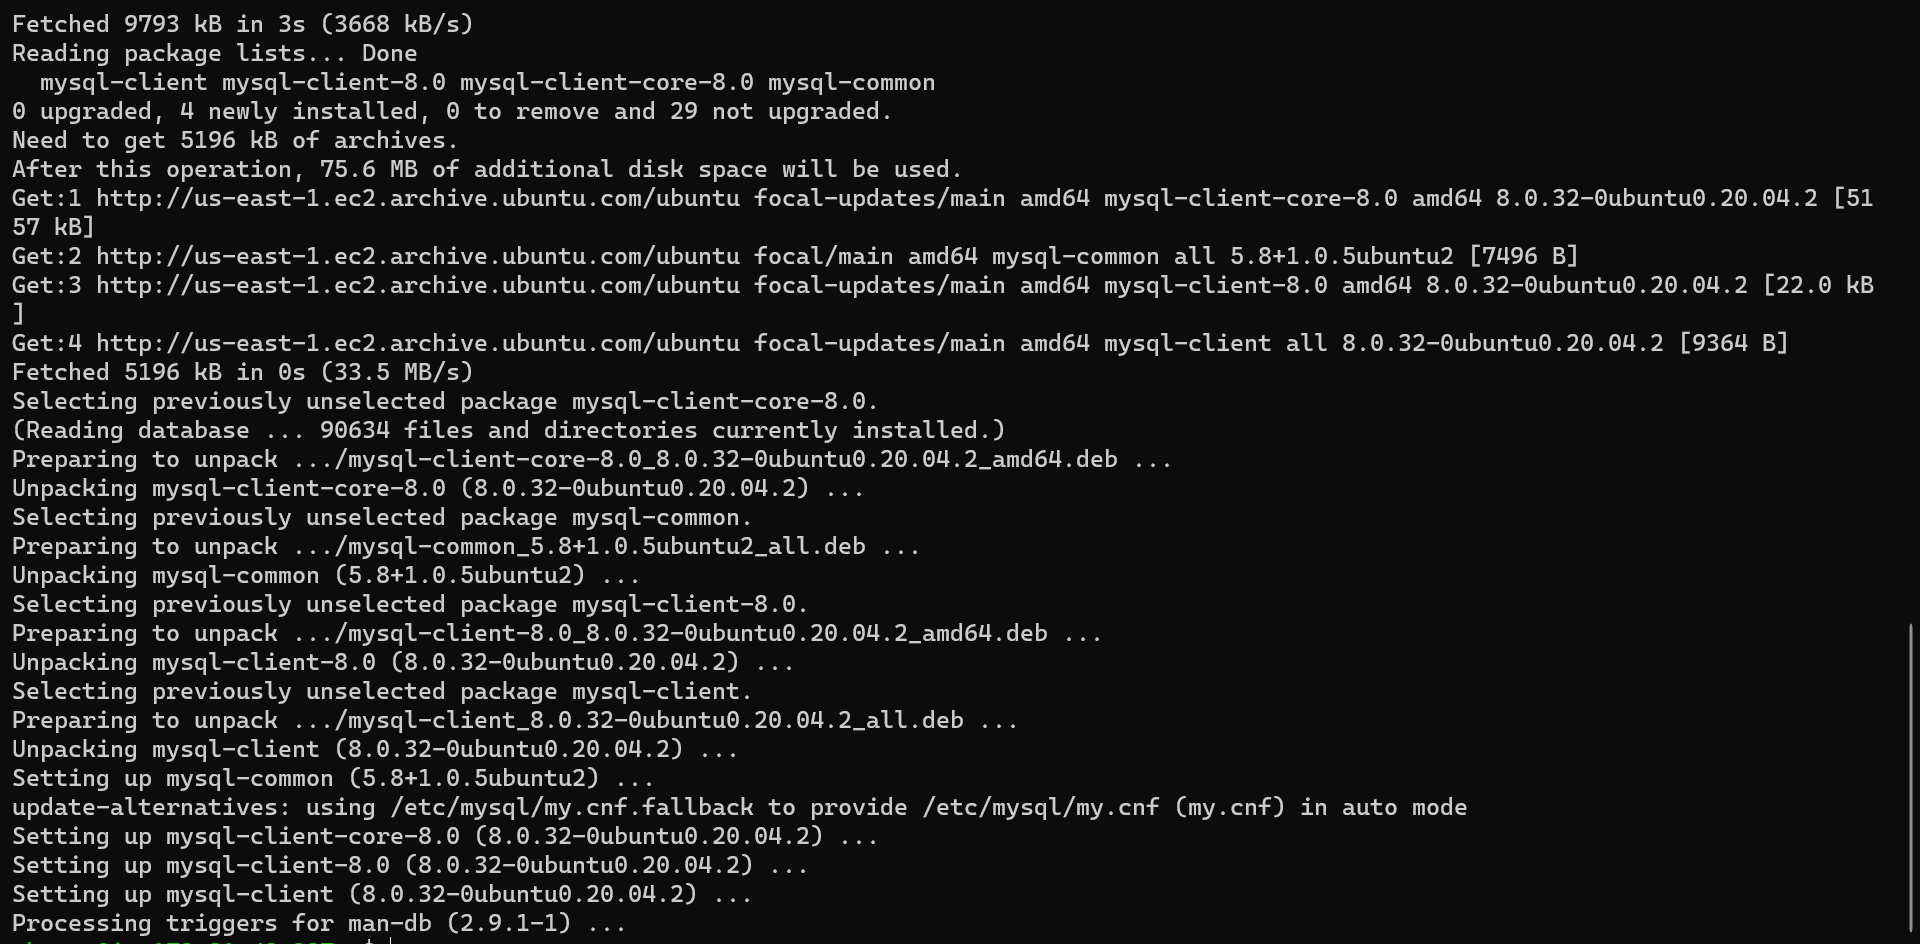 Fetched 9793 kB in 3s (3668 kB/s)
Reading package lists... Done
  mysql-client mysql-client-8.0 mysql-client-core-8.0 mysql-common
0 upgraded, 4 newly installed, 0 to remove and 29 not upgraded.
Need to get 5196 kB of archives.
After this operation, 75.6 MB of additional disk space will be used.
Get:1 http://us-east-1.ec2.archive.ubuntu.com/ubuntu focal-updates/main amd64 mysql-client-core-8.0 amd64 8.0.32-0ubuntu0.20.04.2 [51
57 kB]
Get:2 http://us-east-1.ec2.archive.ubuntu.com/ubuntu focal/main amd64 mysql-common all 5.8+1.0.5ubuntu2 [7496 B]
Get:3 http://us-east-1.ec2.archive.ubuntu.com/ubuntu focal-updates/main amd64 mysql-client-8.0 amd64 8.0.32-0ubuntu0.20.04.2 [22.0 kB
]
Get:4 http://us-east-1.ec2.archive.ubuntu.com/ubuntu focal-updates/main amd64 mysql-client all 8.0.32-0ubuntu0.20.04.2 [9364 B]
Fetched 5196 kB in 0s (33.5 MB/s)
Selecting previously unselected package mysql-client-core-8.0.
(Reading database ... 90634 files and directories currently installed.)
Preparing to unpack .../mysql-client-core-8.0_8.0.32-0ubuntu0.20.04.2_amd64.deb ...
Unpacking mysql-client-core-8.0 (8.0.32-0ubuntu0.20.04.2) ...
Selecting previously unselected package mysql-common.
Preparing to unpack .../mysql-common_5.8+1.0.5ubuntu2_all.deb ...
Unpacking mysql-common (5.8+1.0.5ubuntu2) ...
Selecting previously unselected package mysql-client-8.0.
Preparing to unpack .../mysql-client-8.0_8.0.32-0ubuntu0.20.04.2_amd64.deb ...
Unpacking mysql-client-8.0 (8.0.32-0ubuntu0.20.04.2) ...
Selecting previously unselected package mysql-client.
Preparing to unpack .../mysql-client_8.0.32-0ubuntu0.20.04.2_all.deb ...
Unpacking mysql-client (8.0.32-0ubuntu0.20.04.2) ...
Setting up mysql-common (5.8+1.0.5ubuntu2) ...
update-alternatives: using /etc/mysql/my.cnf.fallback to provide /etc/mysql/my.cnf (my.cnf) in auto mode
Setting up mysql-client-core-8.0 (8.0.32-0ubuntu0.20.04.2) ...
Setting up mysql-client-8.0 (8.0.32-0ubuntu0.20.04.2) ...
Setting up mysql-client (8.0.32-0ubuntu0.20.04.2) ...
Processing triggers for man-db (2.9.1-1) ...